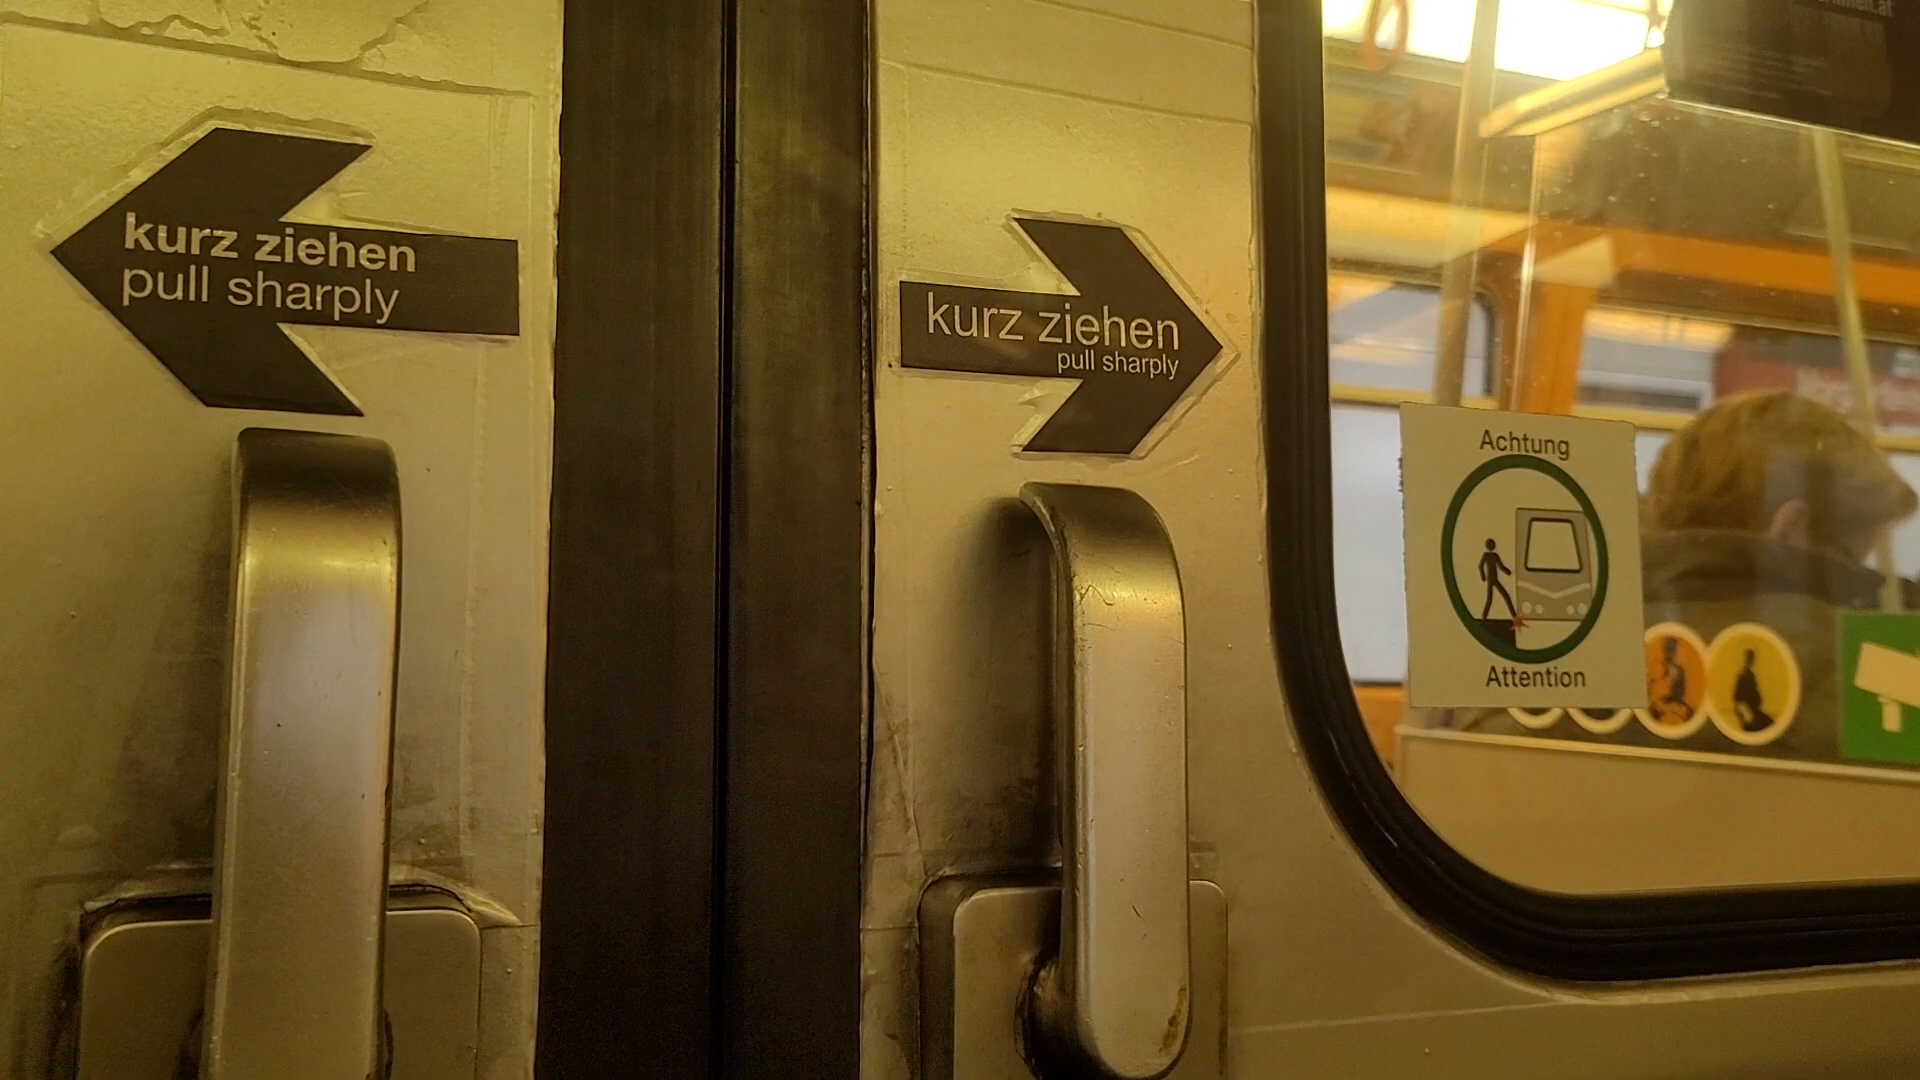 kurz ziehen
pull sharply
kurz ziehen
pull sharply
Achtung
Attention